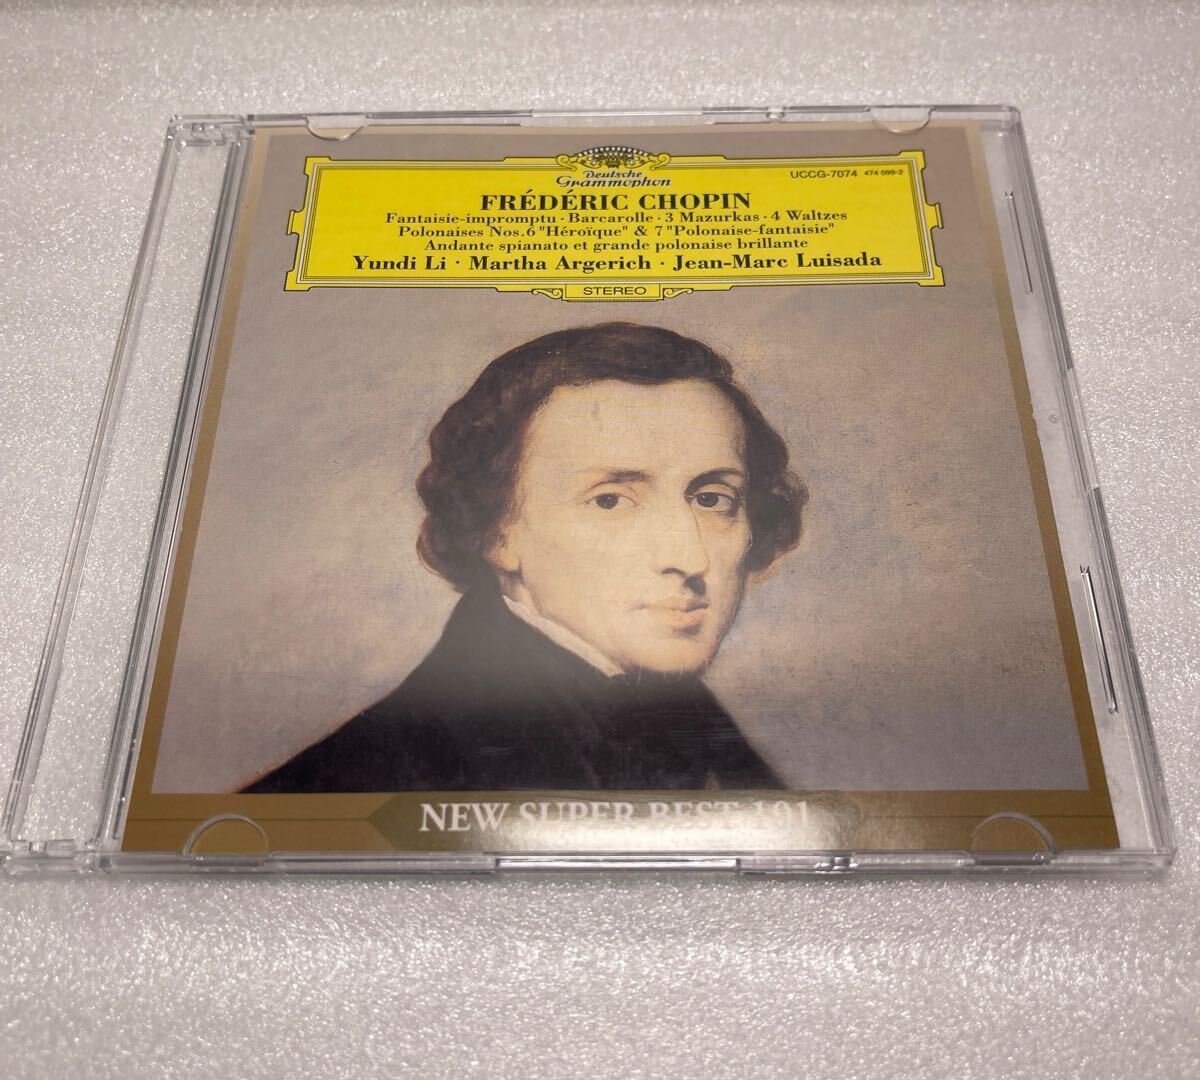 Deutsche
Grammophon
UCCG-7074 474 099-2
FRÉDÉRIC CHOPIN
Fantaisie-impromptu · Barcarolle · 3 Mazurkas · 4 Waltzes
Polonaises Nos.6 "Héroïque" & 7 "Polonaise-fantaisie"
Andante spianato et grande polonaise brillante
Yundi Li · Martha Argerich · Jean-Marc Luisada
STEREO
NEW SUPER BEST 101